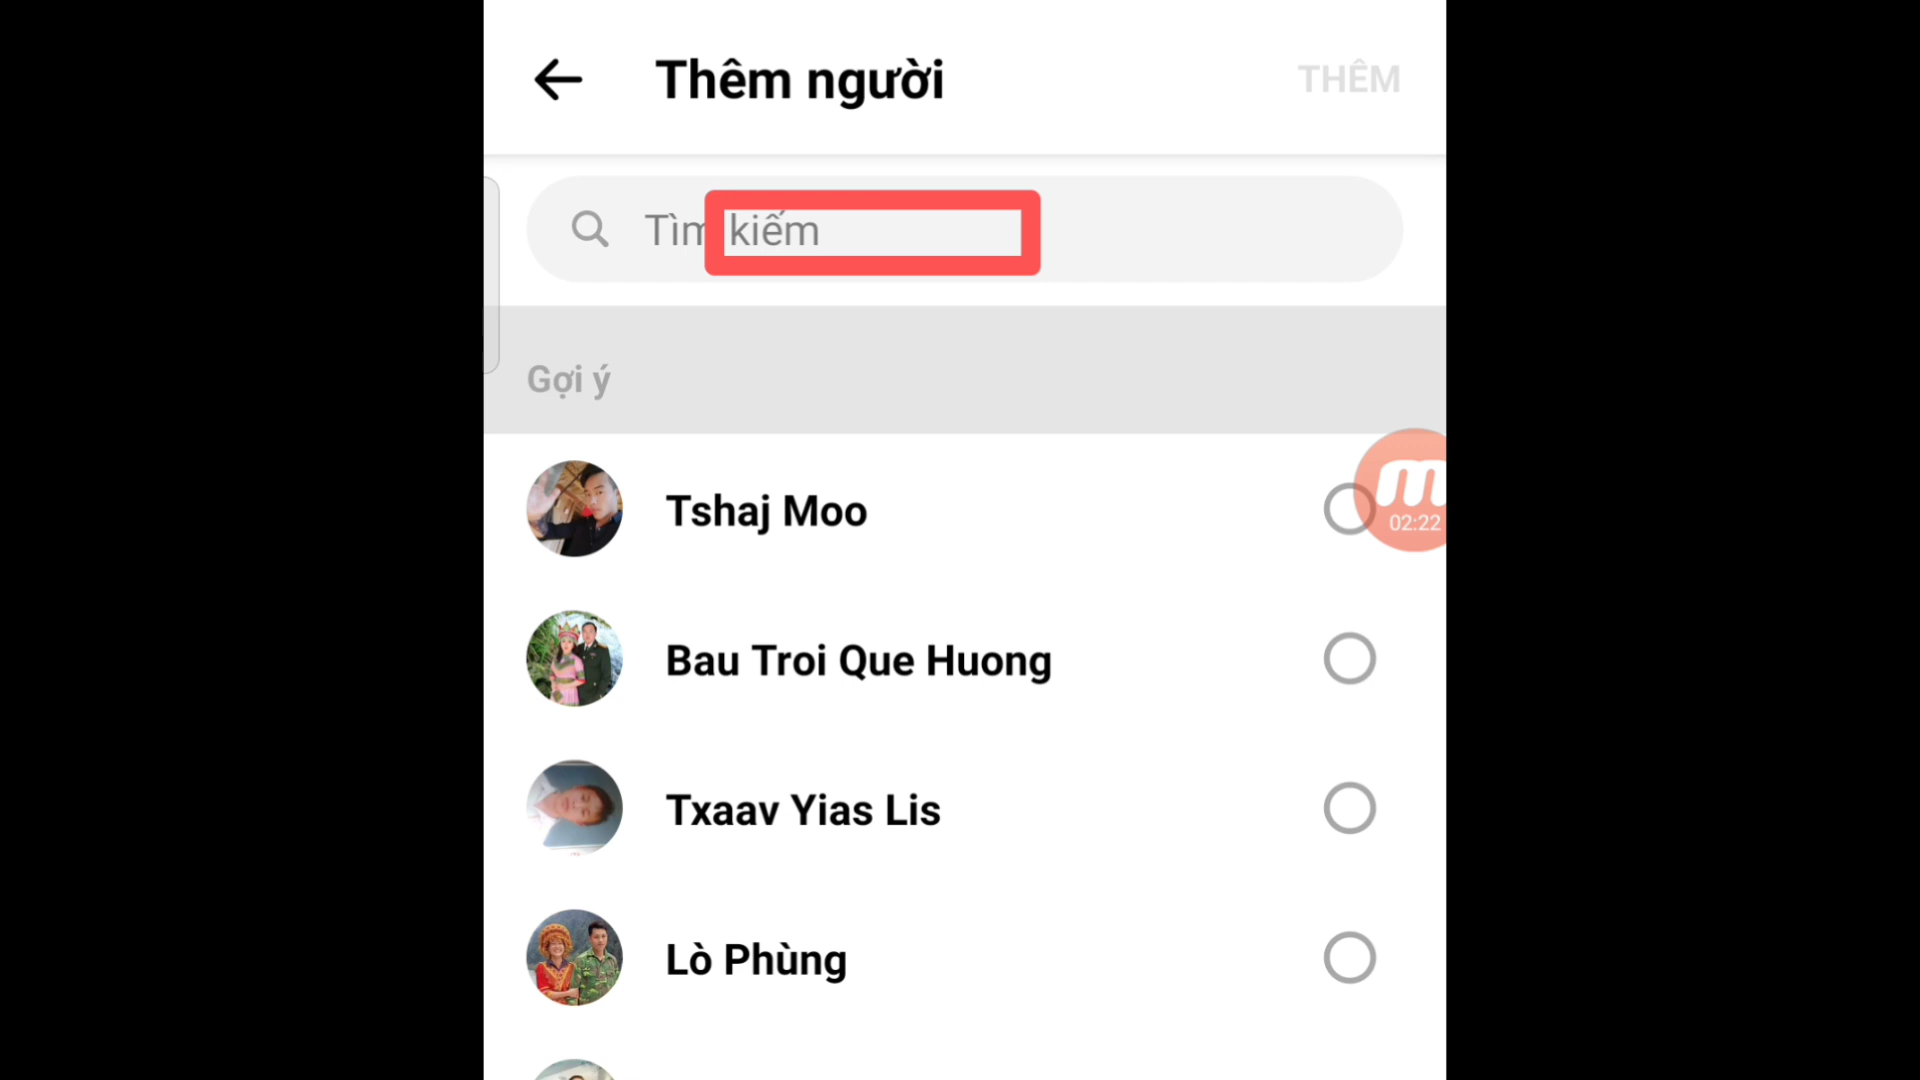 Thêm người
THÊM
Tìm kiếm
Gợi ý
Tshaj Moo
02:22
Bau Troi Que Huong
Txaav Yias Lis
Lò Phùng